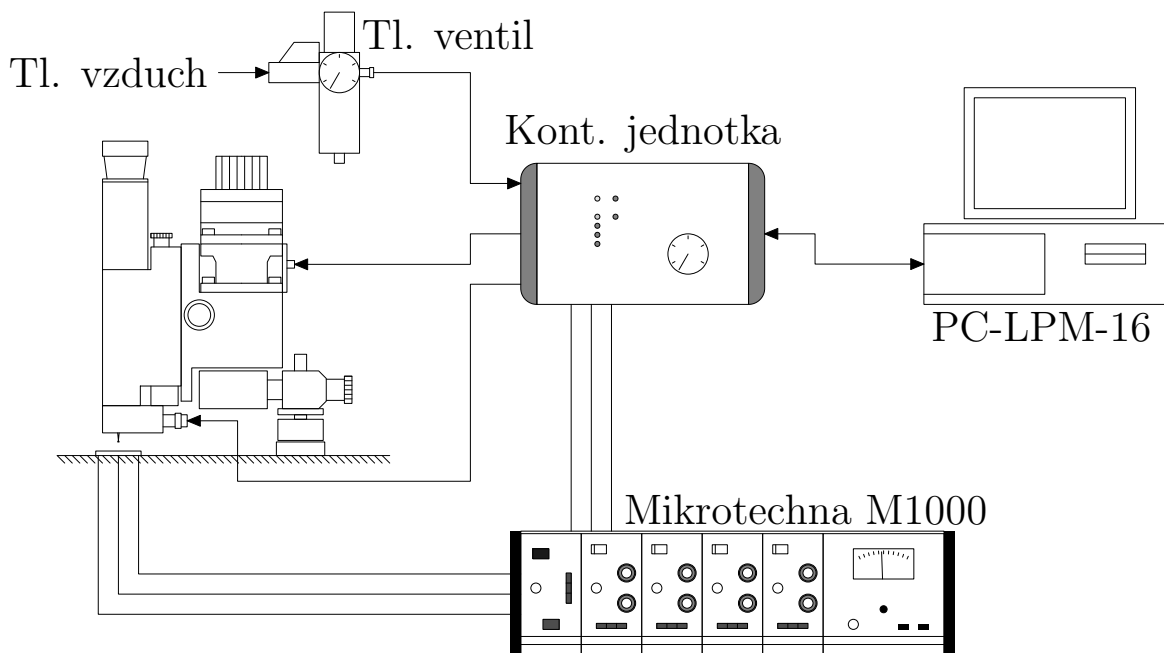 Tl. ventil
Tl. vzduch
Kont. jednotka
PC-LPM-16
Mikrotechna M1000